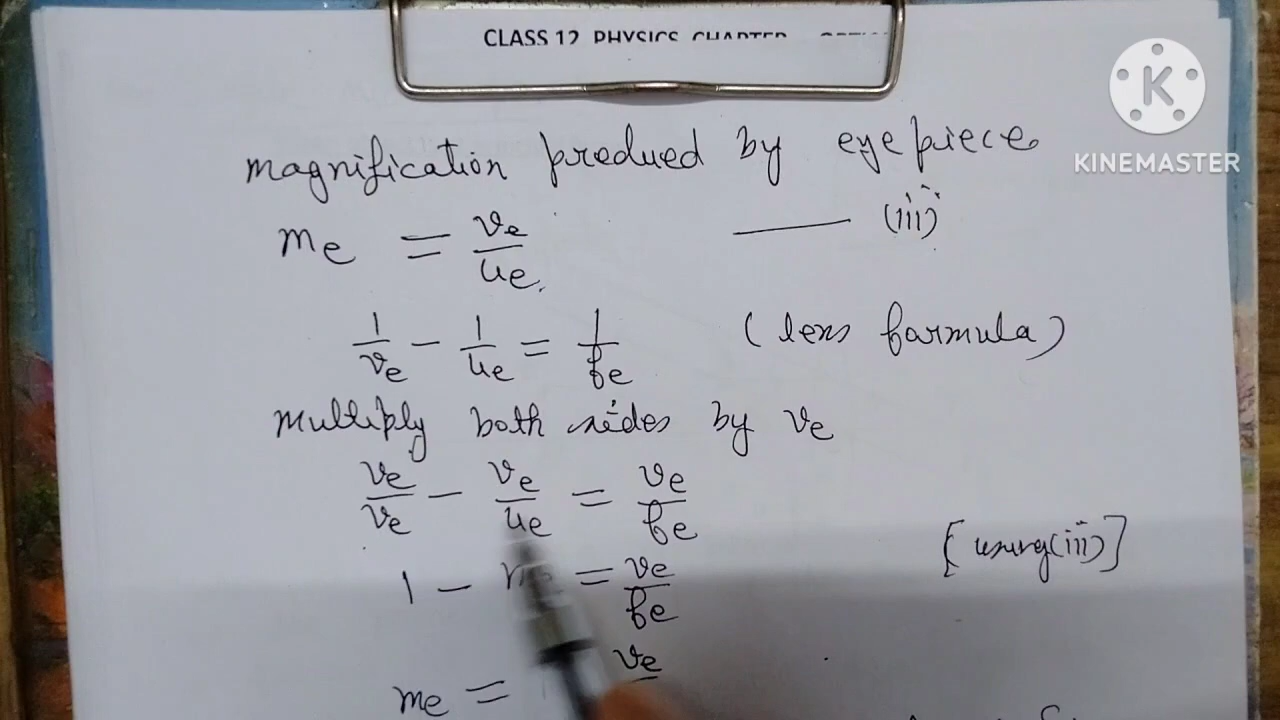 CLASS 12 PHYSICS CHAPTER
K
KINEMASTER
magnification produed by eyepiece
me = ve/ue ——— (iii)
1/ve - 1/ue = 1/fe (lens farmula)
Multiply both sides by ve
ve/ve - ve/ue = ve/fe
1 - me = ve/fe [using(iii)]
me = ve